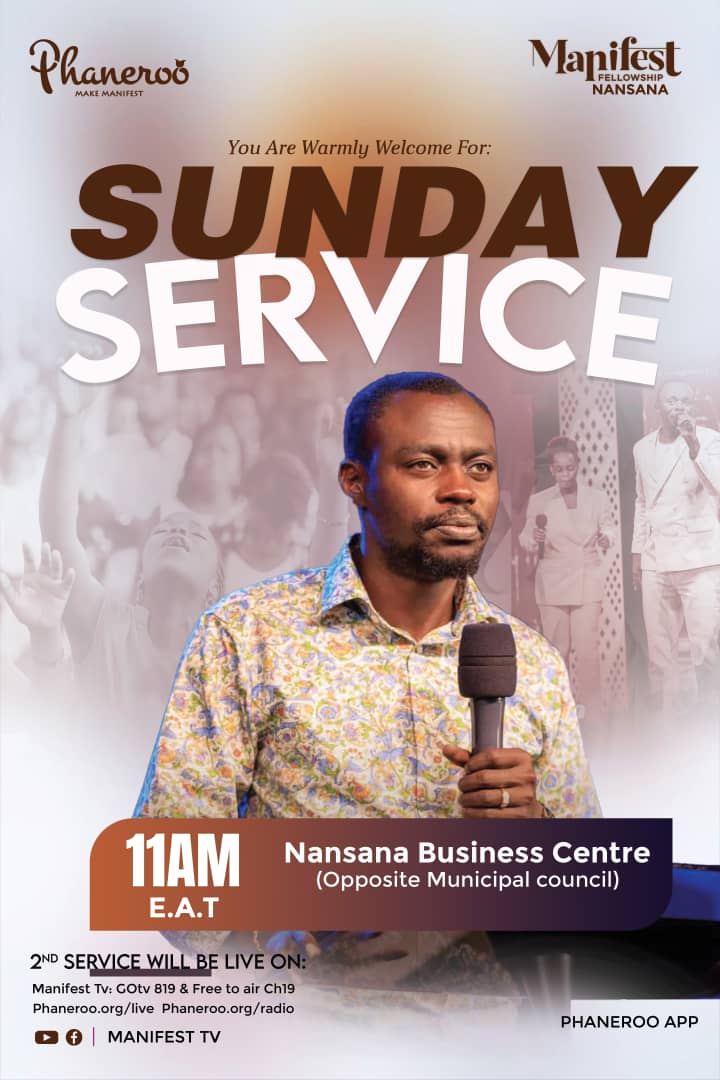 Phaneroo
MAKE MANIFEST
Manifest
FELLOWSHIP
NANSANA
You Are Warmly Welcome For:
SUNDAY
SERVICE
11AM
E.A.T
Nansana Business Centre
(Opposite Municipal council)
2ND SERVICE WILL BE LIVE ON:
Manifest Tv: GOtv 819 & Free to air Ch19
Phaneroo.org/live Phaneroo.org/radio
MANIFEST TV
PHANEROO APP